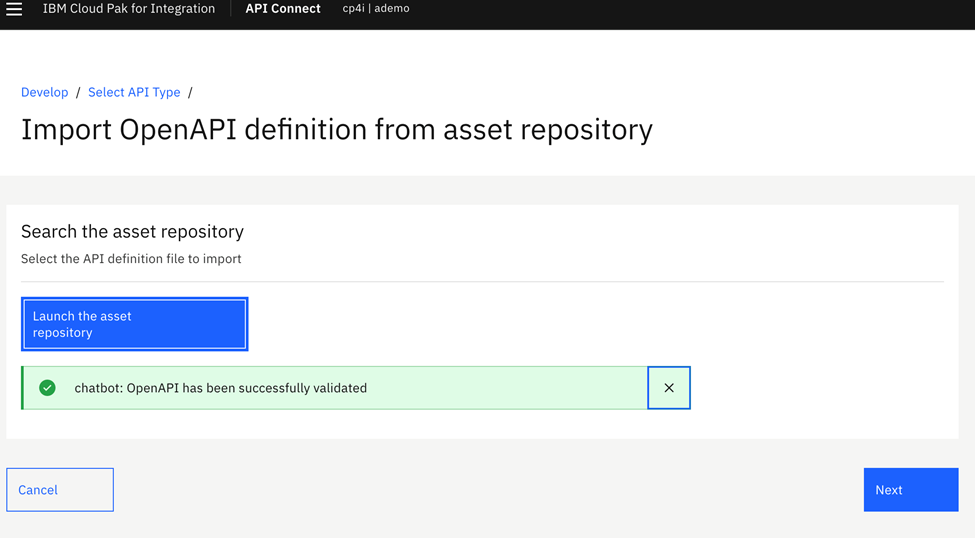 IBM Cloud Pak for Integration | API Connect cp4i | ademo
Develop / Select API Type /
Import OpenAPI definition from asset repository
Search the asset repository
Select the API definition file to import
Launch the asset
repository
chatbot: OpenAPI has been successfully validated
Cancel Next